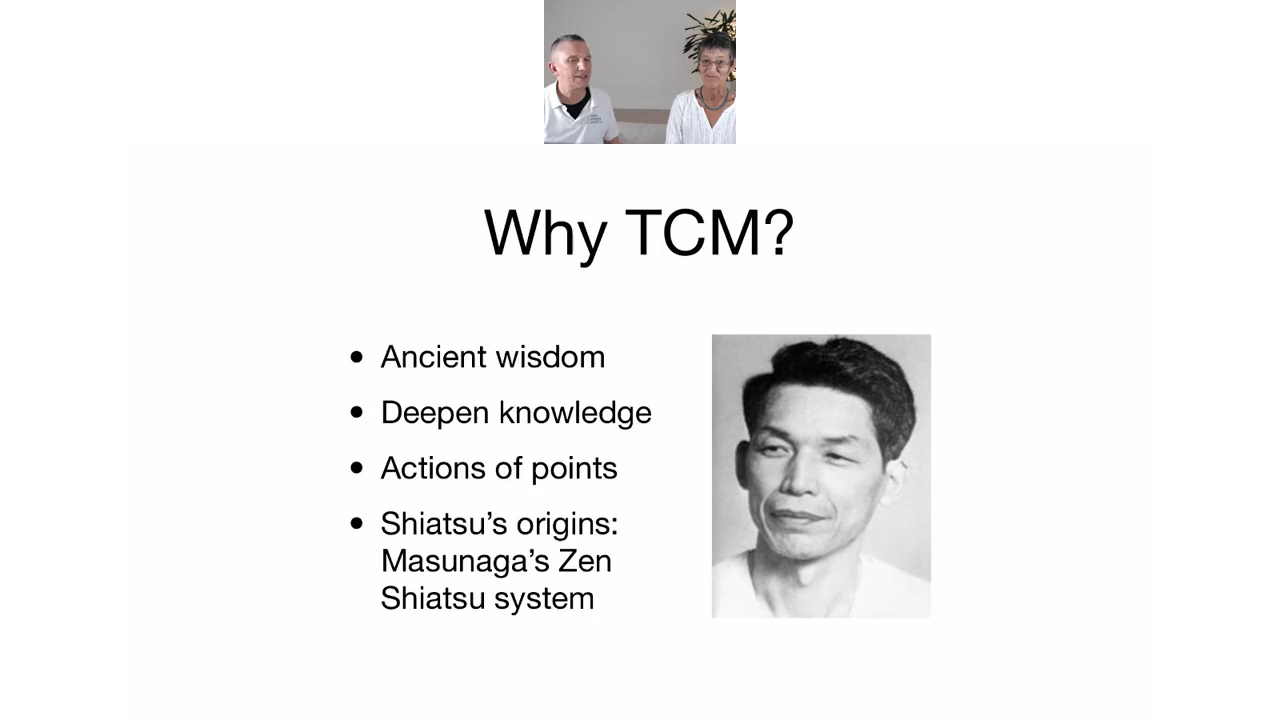 Why TCM?
• Ancient wisdom
• Deepen knowledge
• Actions of points
• Shiatsu's origins:
Masunaga's Zen
Shiatsu system